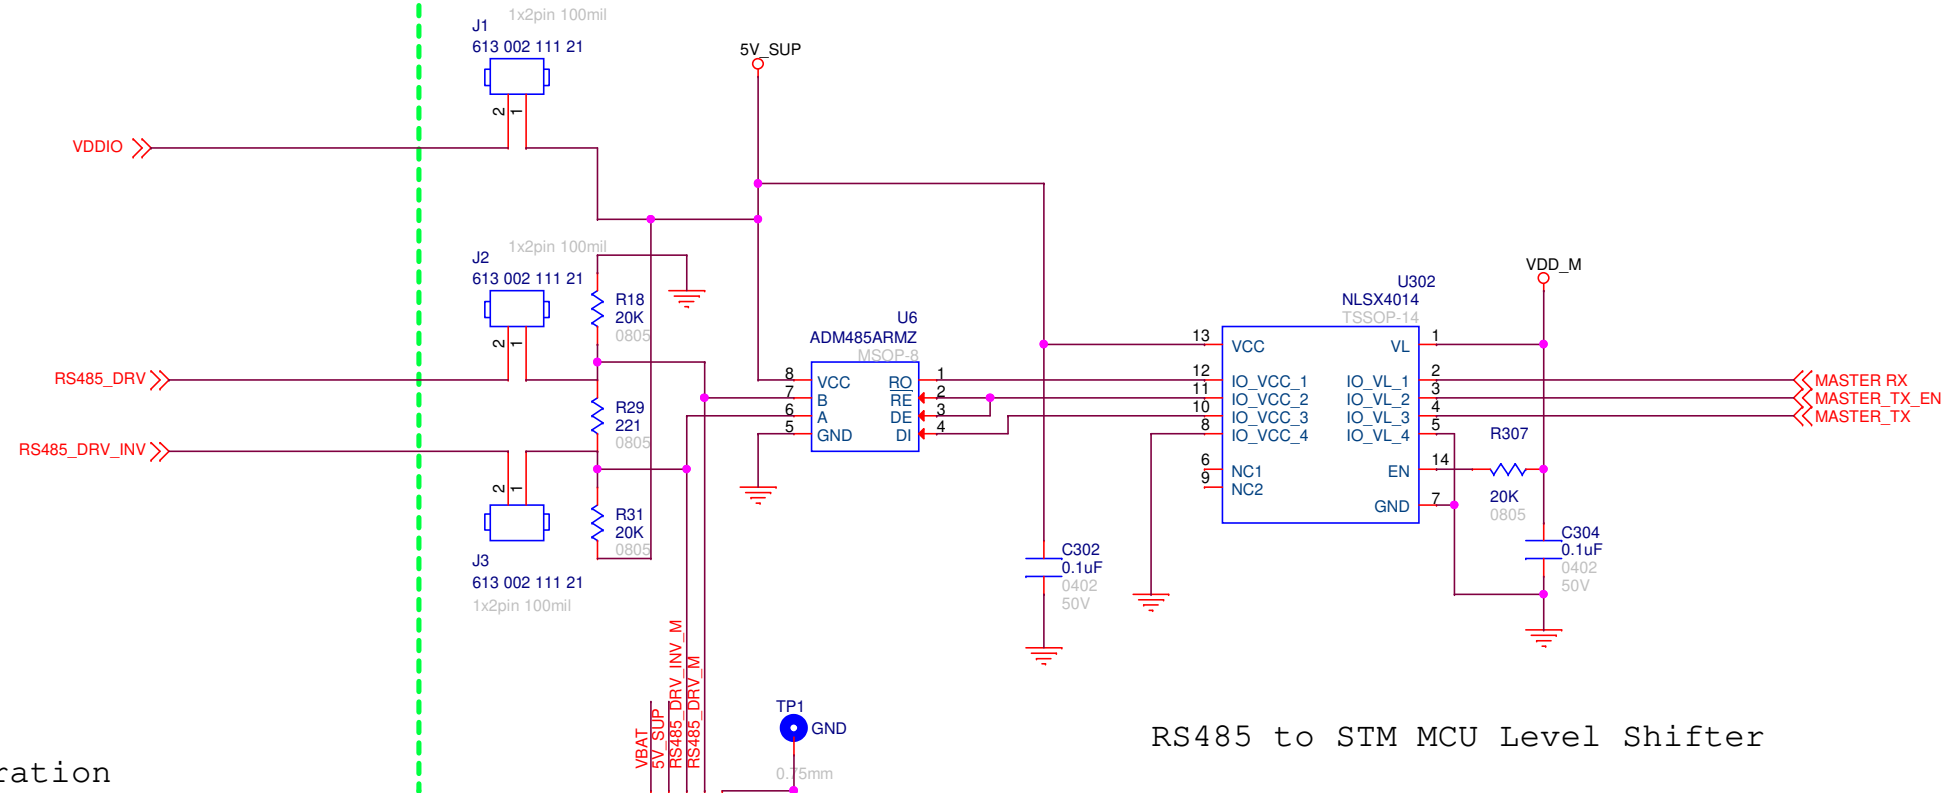 1x2pin 100mil
J1
613 002 111 21
2
1
VDDIO
5V_SUP
1x2pin 100mil
J2
613 002 111 21
2
1
R18
20K
0805
RS485_DRV
R29
221
0805
RS485_DRV_INV
2
1
R31
20K
0805
J3
613 002 111 21
1x2pin 100mil
U6
ADM485ARMZ
MSOP-8
8 VCC RO 1
7 B RE 2
6 A DE 3
5 GND DI 4
U302
NLSX4014
TSSOP-14
13 VCC VL 1
12 IO_VCC_1 IO_VL_1 2
11 IO_VCC_2 IO_VL_2 3
10 IO_VCC_3 IO_VL_3 4
8 IO_VCC_4 IO_VL_4 5
6 NC1 EN 14
9 NC2
GND 7
VDD_M
MASTER RX
MASTER_TX_EN
MASTER_TX
R307
20K
0805
C302
0.1uF
0402
50V
C304
0.1uF
0402
50V
VBAT
5V_SUP
RS485_DRV_INV_M
RS485_DRV_M
TP1
GND
0.75mm
RS485 to STM MCU Level Shifter
ration